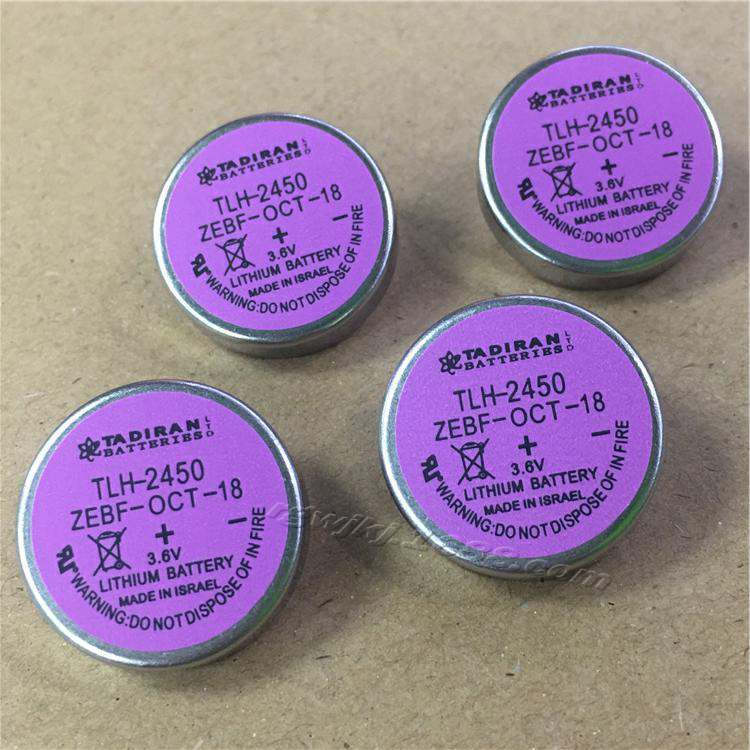 TADIRAN LTD
BATTERIES
TLH-2450
ZEBF-OCT-18
+ −
3.6V
LITHIUM BATTERY
MADE IN ISRAEL
WARNING:DO NOT DISPOSE OF IN FIRE
TADIRAN LTD
BATTERIES
TLH-2450
ZEBF-OCT-18
+ −
3.6V
LITHIUM BATTERY
MADE IN ISRAEL
WARNING:DO NOT DISPOSE OF IN FIRE
TADIRAN LTD
BATTERIES
TLH-2450
ZEBF-OCT-18
+ −
3.6V
LITHIUM BATTERY
MADE IN ISRAEL
WARNING:DO NOT DISPOSE OF IN FIRE
TADIRAN LTD
BATTERIES
TLH-2450
ZEBF-OCT-18
+ −
3.6V
LITHIUM BATTERY
MADE IN ISRAEL
WARNING:DO NOT DISPOSE OF IN FIRE